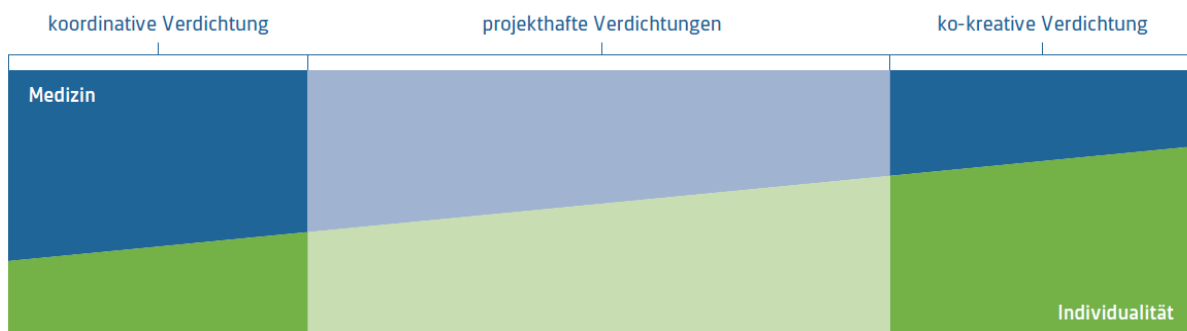 koordinative Verdichtung
projekthafte Verdichtungen
ko-kreative Verdichtung
Medizin
Individualität